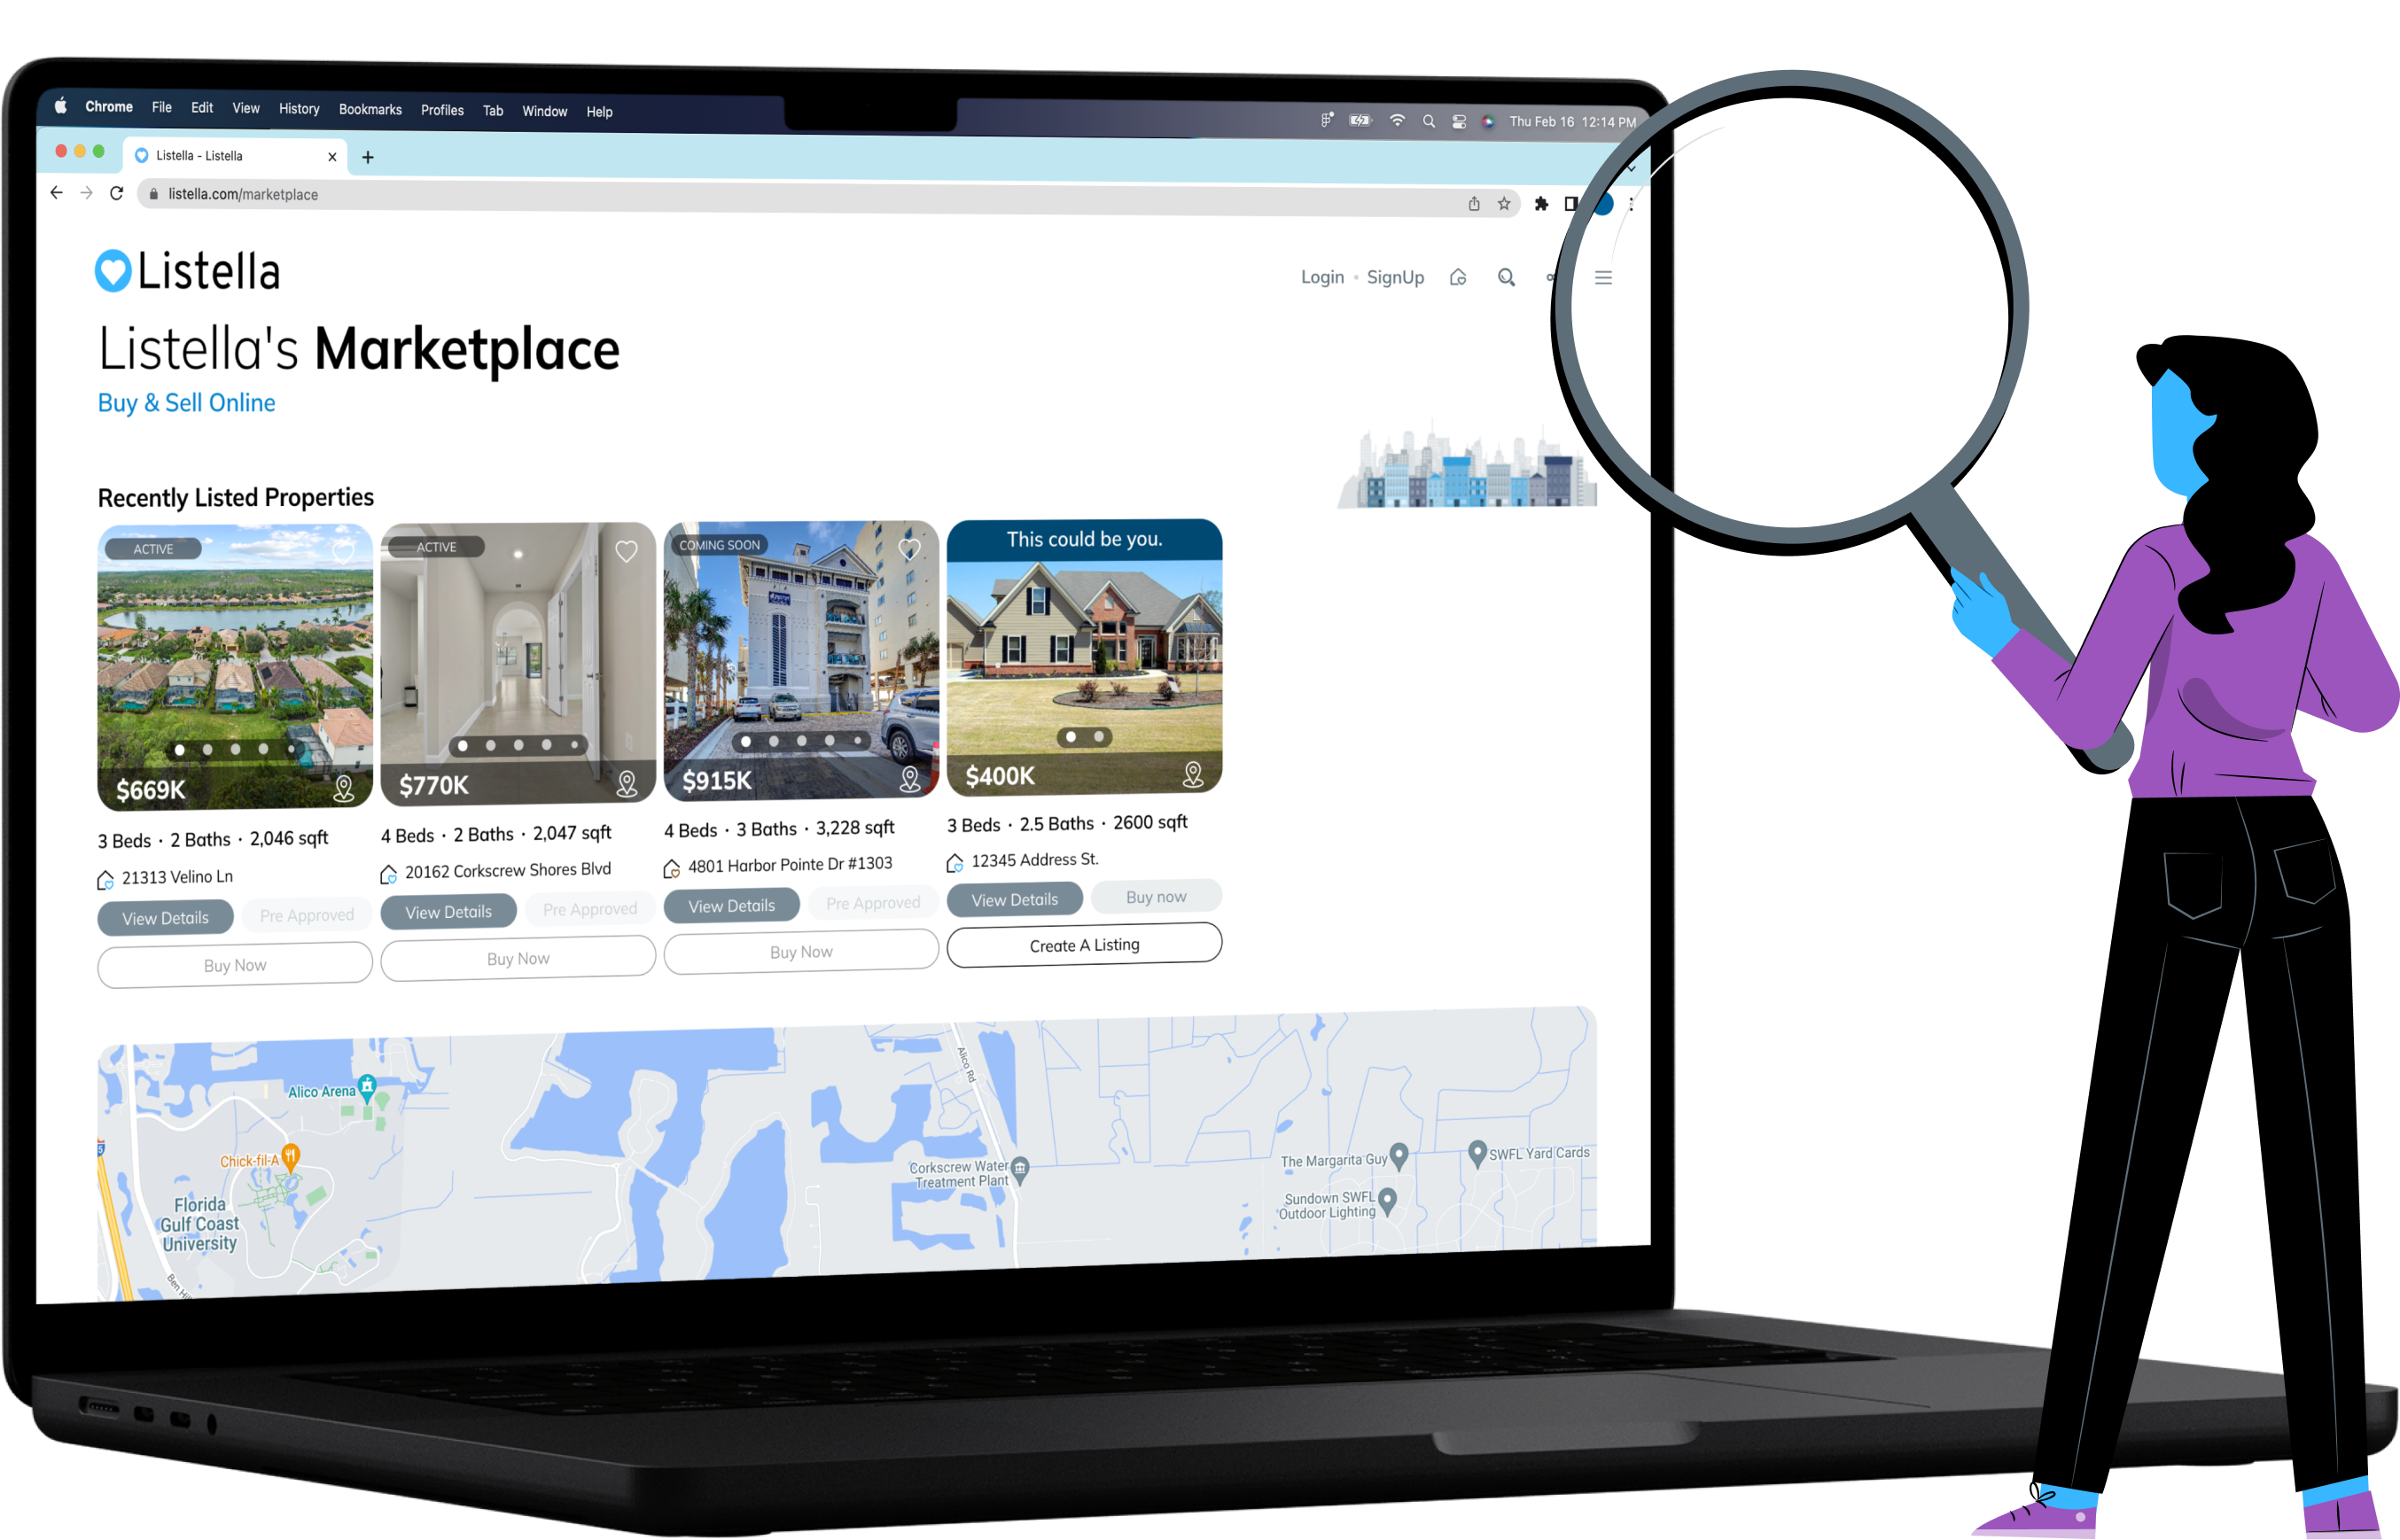 Chrome File Edit View History Bookmarks Profiles Tab Window Help
Thu Feb 16 12:14 PM
Listella - Listella
listella.com/marketplace
Listella
Login • SignUp
Listella's Marketplace
Buy & Sell Online
Recently Listed Properties
ACTIVE
$669K
3 Beds · 2 Baths · 2,046 sqft
21313 Velino Ln
View Details
Pre Approved
Buy Now
ACTIVE
$770K
4 Beds · 2 Baths · 2,047 sqft
20162 Corkscrew Shores Blvd
View Details
Pre Approved
Buy Now
COMING SOON
$915K
4 Beds · 3 Baths · 3,228 sqft
4801 Harbor Pointe Dr #1303
View Details
Pre Approved
Buy Now
This could be you.
$400K
3 Beds · 2.5 Baths · 2600 sqft
12345 Address St.
View Details
Buy now
Create A Listing
Alico Rd
Alico Arena
Chick-fil-A
Florida
Gulf Coast
University
Corkscrew Water
Treatment Plant
The Margarita Guy
SWFL Yard Cards
Sundown SWFL
Outdoor Lighting
Ben